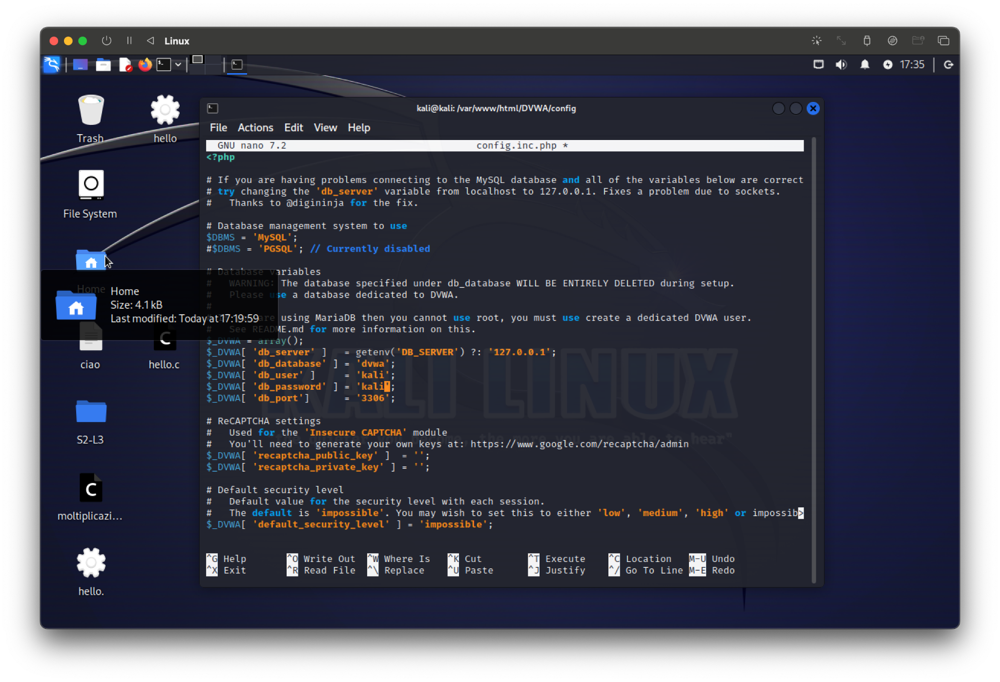 Linux
17:35
Trash
hello
File System
Home
Home
Size: 4.1 kB
Last modified: Today at 17:19:59
ciao
hello.c
S2-L3
moltiplicazi...
hello.
kali@kali: /var/www/html/DVWA/config
File Actions Edit View Help
GNU nano 7.2 config.inc.php *
<?php
# If you are having problems connecting to the MySQL database and all of the variables below are correct
# try changing the 'db_server' variable from localhost to 127.0.0.1. Fixes a problem due to sockets.
#   Thanks to @digininja for the fix.
# Database management system to use
$DBMS = 'MySQL';
#$DBMS = 'PGSQL'; // Currently disabled
# Database variables
#   WARNING: The database specified under db_database WILL BE ENTIRELY DELETED during setup.
#   Please use a database dedicated to DVWA.
#
are using MariaDB then you cannot use root, you must use create a dedicated DVWA user.
#   See README.md for more information on this.
$_DVWA = array();
$_DVWA[ 'db_server' ]   = getenv('DB_SERVER') ?: '127.0.0.1';
$_DVWA[ 'db_database' ] = 'dvwa';
$_DVWA[ 'db_user' ]     = 'kali';
$_DVWA[ 'db_password' ] = 'kali';
$_DVWA[ 'db_port']      = '3306';
# ReCAPTCHA settings
#   Used for the 'Insecure CAPTCHA' module
#   You'll need to generate your own keys at: https://www.google.com/recaptcha/admin
$_DVWA[ 'recaptcha_public_key' ]  = '';
$_DVWA[ 'recaptcha_private_key' ] = '';
# Default security level
#   Default value for the security level with each session.
#   The default is 'impossible'. You may wish to set this to either 'low', 'medium', 'high' or impossib>
$_DVWA[ 'default_security_level' ] = 'impossible';
^G Help ^O Write Out ^W Where Is ^K Cut ^T Execute ^C Location M-U Undo
^X Exit ^R Read File ^\ Replace ^U Paste ^J Justify ^/ Go To Line M-E Redo
KALI LINUX